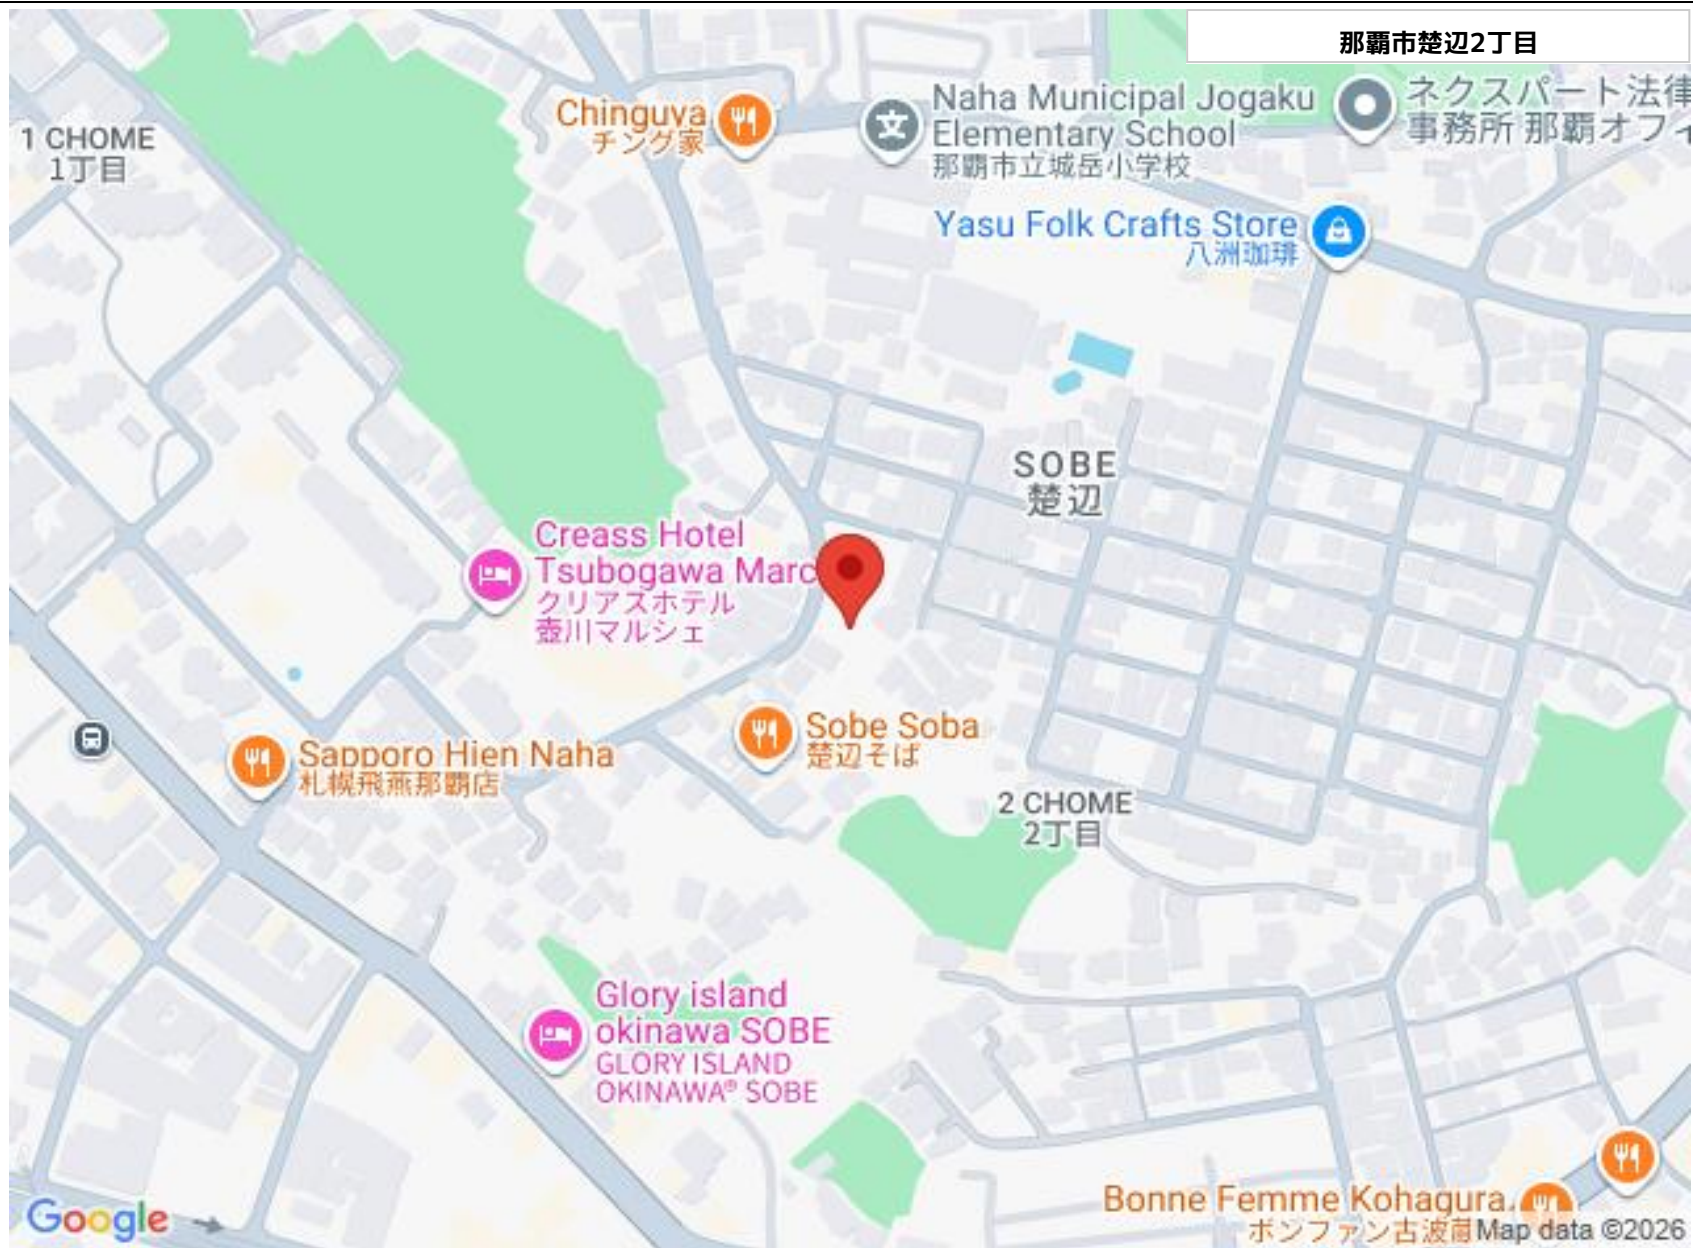 那覇市楚辺2丁目
1 CHOME
1丁目
Chinguva
チング家
Naha Municipal Jogaku
Elementary School
那覇市立城岳小学校
ネクスパート法律
事務所 那覇オフィ
Yasu Folk Crafts Store
八洲珈琲
SOBE
楚辺
Creass Hotel
Tsubogawa Marc
クリアスホテル
壺川マルシェ
Sobe Soba
楚辺そば
Sapporo Hien Naha
札幌飛燕那覇店
2 CHOME
2丁目
Glory island
okinawa SOBE
GLORY ISLAND
OKINAWA® SOBE
Bonne Femme Kohagura
ボンファン古波蔵
Google
Map data ©2026